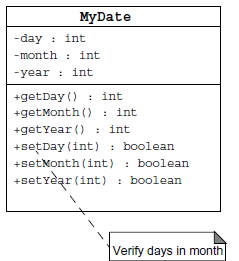 MyDate
-day : int
-month : int
-year : int
+getDay() : int
+getMonth() : int
+getYear() : int
+setDay(int) : boolean
+setMonth(int) : boolean
+setYear(int) : boolean
Verify days in month